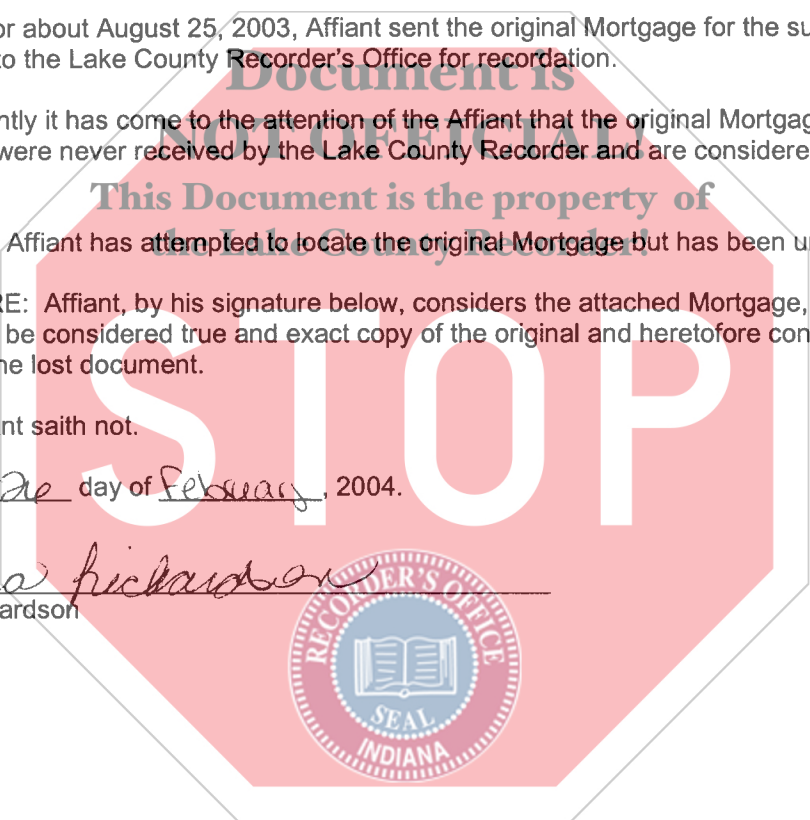 or about August 25, 2003, Affiant sent the original Mortgage for the su
to the Lake County Recorder's Office for recordation.
Document is
ntly it has come to the attention of the Affiant that the original Mortgag
NOT OFFICIAL!
were never received by the Lake County Recorder and are considere
This Document is the property of
the Lake County Recorder!
Affiant has attempted to locate the original Mortgage but has been u
RE: Affiant, by his signature below, considers the attached Mortgage,
be considered true and exact copy of the original and heretofore con
he lost document.
STOP
nt saith not.
day of February, 2004.
a Richardson
ardson
RECORDER'S OFFICE
SEAL
INDIANA